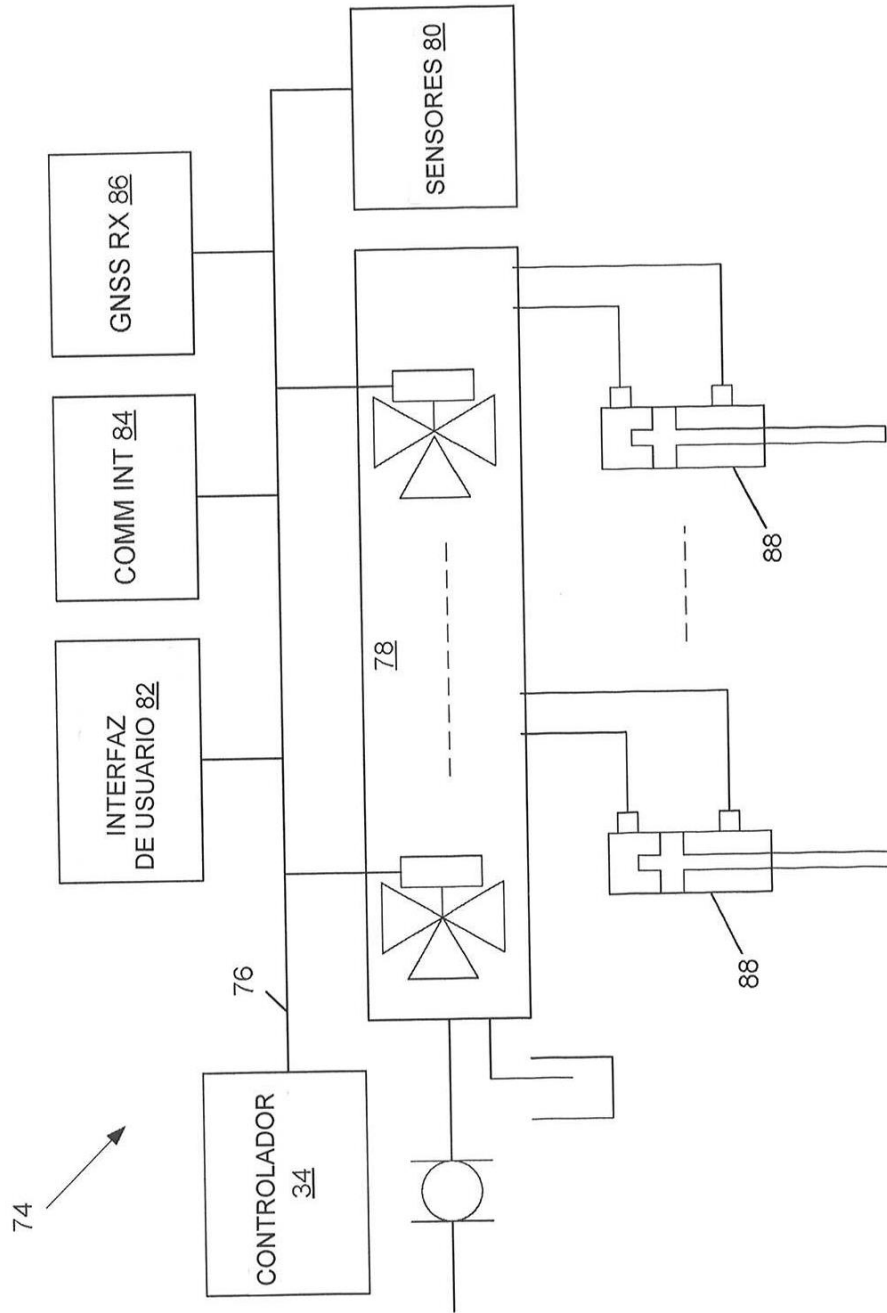 74
CONTROLADOR
34
76
INTERFAZ
DE USUARIO 82
COMM INT 84
GNSS RX 86
SENSORES 80
78
88
88